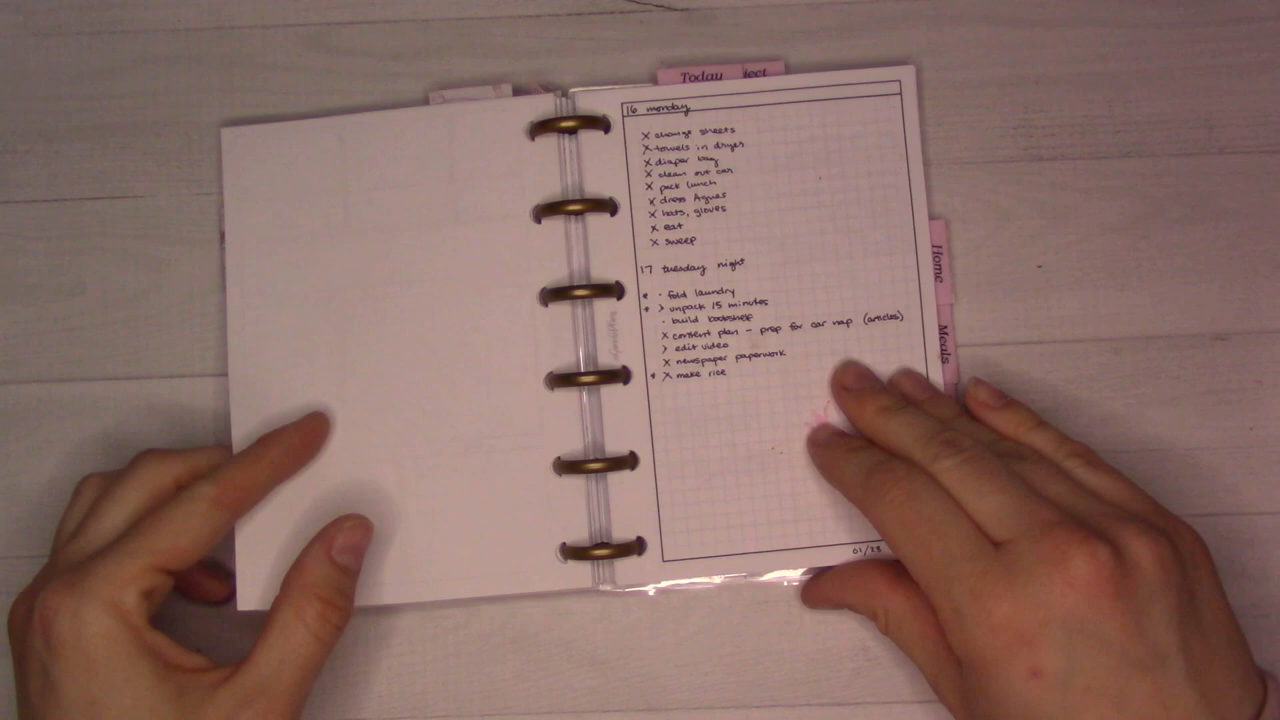 Today ject
16 monday
X change sheets
X towels in dryer
X diaper bag
X clean out car
X pack lunch
X dress Agnes
X hats, gloves
X eat
X sweep
17 tuesday night
* · fold laundry
* > unpack 15 minutes
· build bookshelf
X content plan - prep for car nap (articles)
> edit video
X newspaper paperwork
* X make rice
01/23
Home
Meals